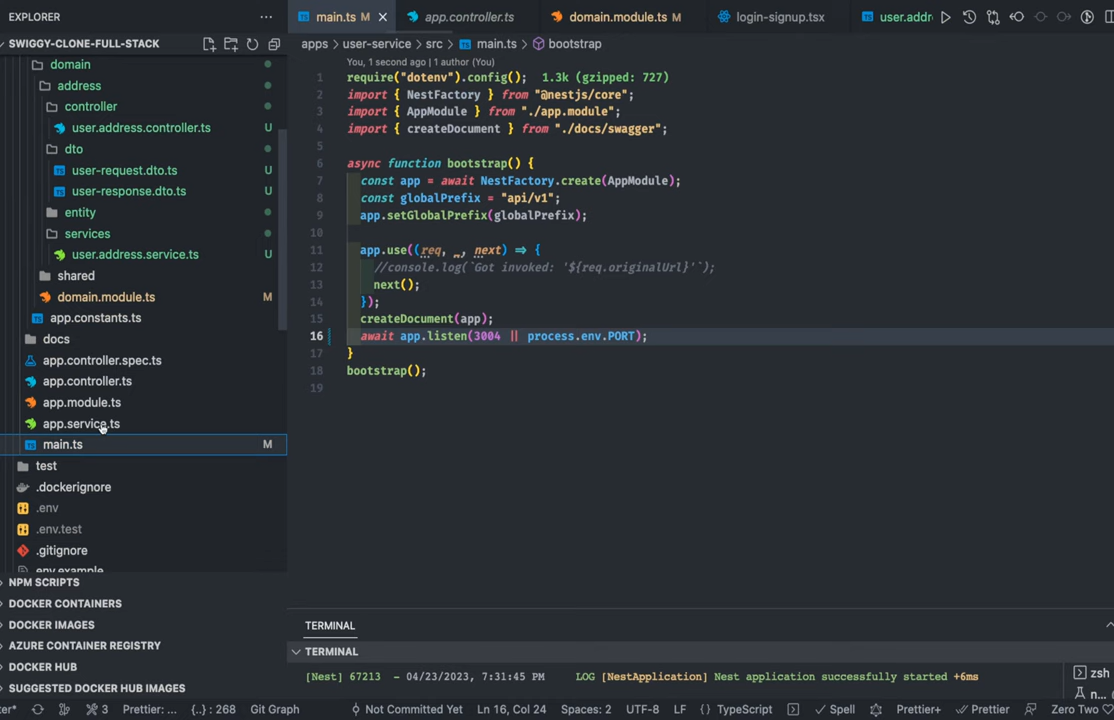 EXPLORER
SWIGGY-CLONE-FULL-STACK
domain
address
controller
user.address.controller.ts U
dto
user-request.dto.ts U
user-response.dto.ts U
entity
services
user.address.service.ts U
shared
domain.module.ts M
app.constants.ts
docs
app.controller.spec.ts
app.controller.ts
app.module.ts
app.service.ts
main.ts M
test
.dockerignore
.env
.env.test
.gitignore
env.example
NPM SCRIPTS
DOCKER CONTAINERS
DOCKER IMAGES
AZURE CONTAINER REGISTRY
DOCKER HUB
SUGGESTED DOCKER HUB IMAGES
main.ts M app.controller.ts domain.module.ts M login-signup.tsx user.addr
apps > user-service > src > main.ts > bootstrap
You, 1 second ago | 1 author (You)
1 require("dotenv").config(); 1.3k (gzipped: 727)
2 import { NestFactory } from "@nestjs/core";
3 import { AppModule } from "./app.module";
4 import { createDocument } from "./docs/swagger";
5
6 async function bootstrap() {
7 const app = await NestFactory.create(AppModule);
8 const globalPrefix = "api/v1";
9 app.setGlobalPrefix(globalPrefix);
10
11 app.use((req, _, next) => {
12 //console.log(`Got invoked: '${req.originalUrl}'`);
13 next();
14 });
15 createDocument(app);
16 await app.listen(3004 || process.env.PORT);
17 }
18 bootstrap();
19
TERMINAL
TERMINAL
[Nest] 67213 - 04/23/2023, 7:31:45 PM LOG [NestApplication] Nest application successfully started +6ms
zsh
n...
ter* 3 Prettier: ... {..} : 268 Git Graph Not Committed Yet Ln 16, Col 24 Spaces: 2 UTF-8 LF {} TypeScript Spell Prettier+ Prettier Zero Two